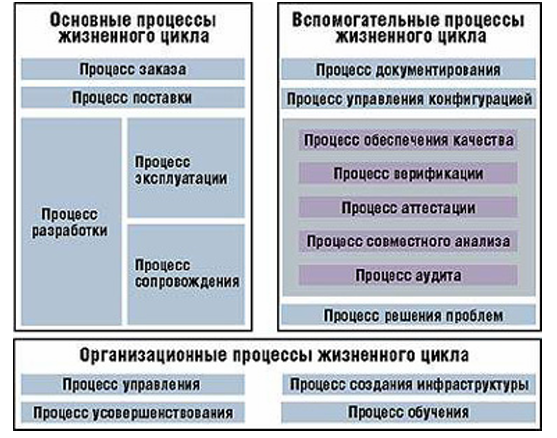 Основные процессы
жизненного цикла
Процесс заказа
Процесс поставки
Процесс
разработки
Процесс
эксплуатации
Процесс
сопровождения
Вспомогательные процессы
жизненного цикла
Процесс документирования
Процесс управления конфигурацией
Процесс обеспечения качества
Процесс верификации
Процесс аттестации
Процесс совместного анализа
Процесс аудита
Процесс решения проблем
Организационные процессы жизненного цикла
Процесс управления
Процесс создания инфраструктуры
Процесс усовершенствования
Процесс обучения